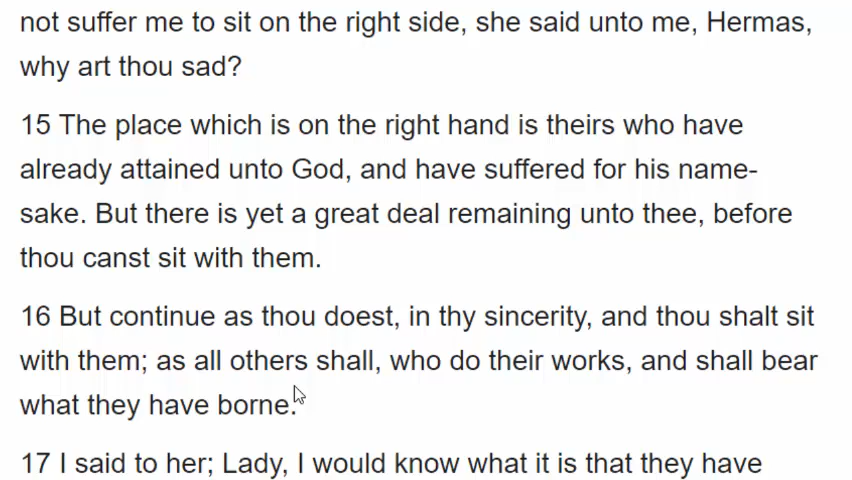 not suffer me to sit on the right side, she said unto me, Hermas,
why art thou sad?
15 The place which is on the right hand is theirs who have
already attained unto God, and have suffered for his name-
sake. But there is yet a great deal remaining unto thee, before
thou canst sit with them.
16 But continue as thou doest, in thy sincerity, and thou shalt sit
with them; as all others shall, who do their works, and shall bear
what they have borne.
17 I said to her; Lady, I would know what it is that they have